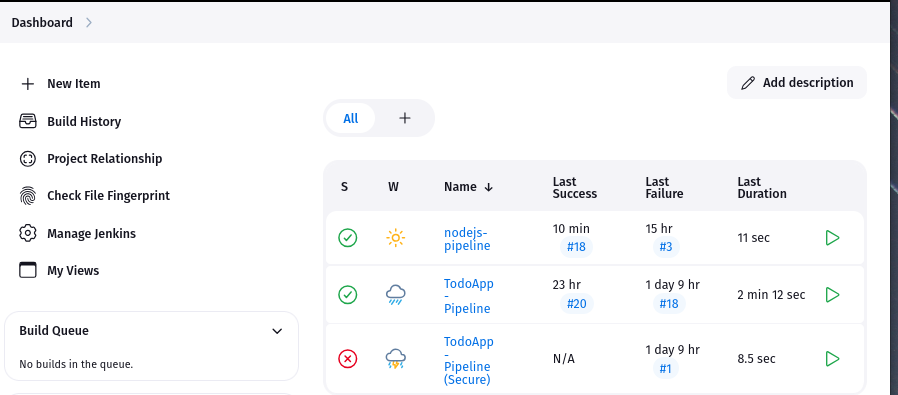 Dashboard
New Item
Build History
Project Relationship
Check File Fingerprint
Manage Jenkins
My Views
Build Queue
No builds in the queue.
Add description
All
S W Name ↓ Last Success Last Failure Last Duration
nodejs-
pipeline
10 min
#18
15 hr
#3
11 sec
TodoApp
-
Pipeline
23 hr
#20
1 day 9 hr
#18
2 min 12 sec
TodoApp
-
Pipeline
(Secure)
N/A
1 day 9 hr
#1
8.5 sec